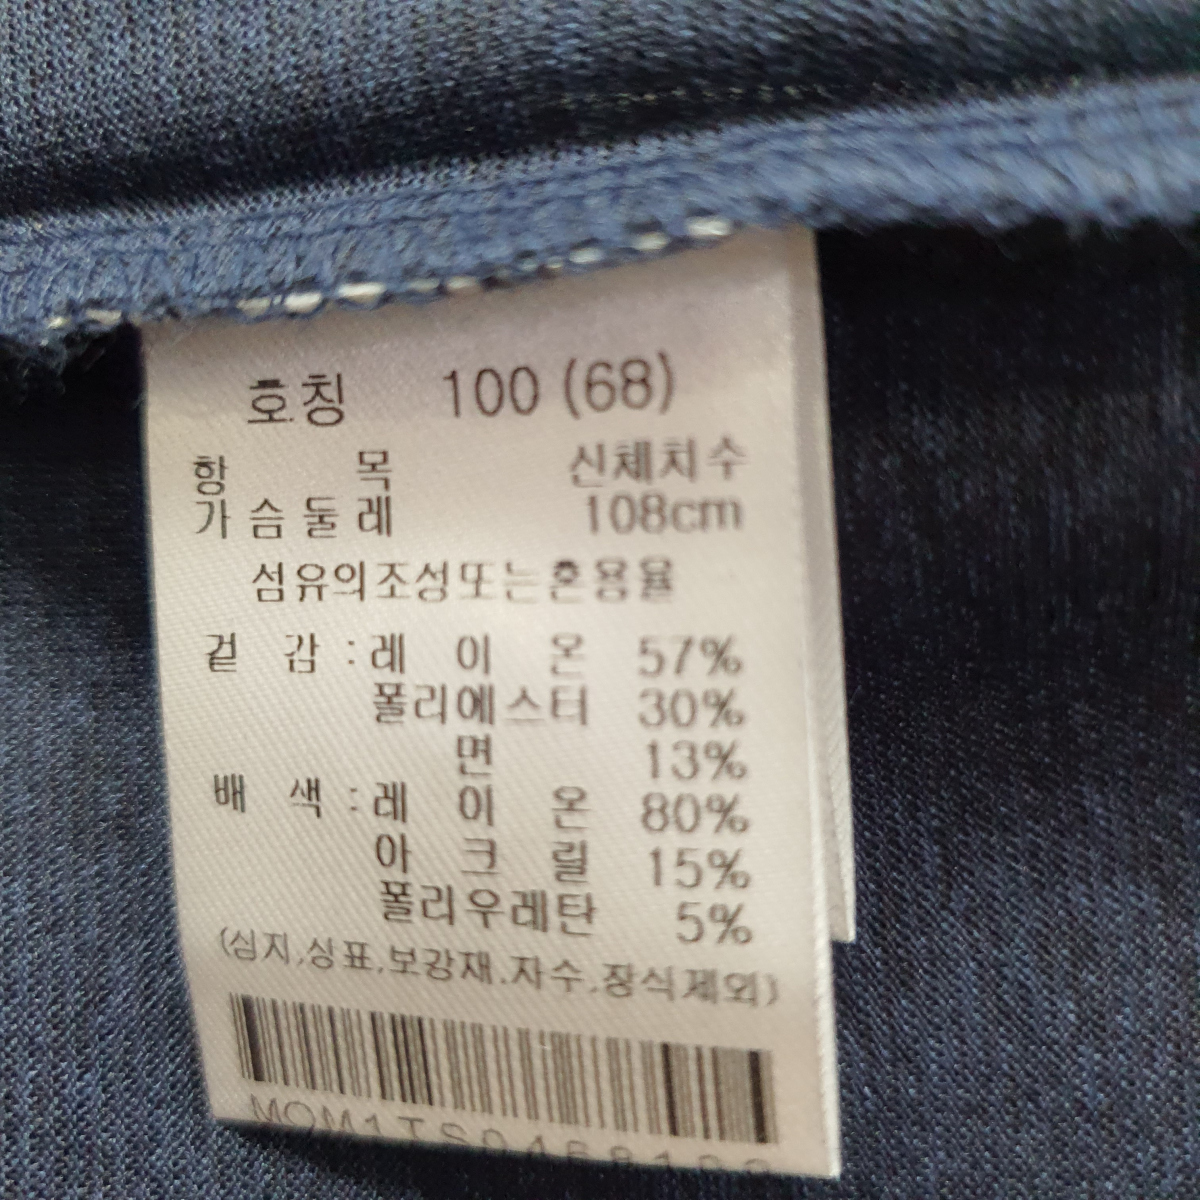 호칭 100 (68)
항 목 신체치수
가슴둘레 108cm
섬유의조성또는혼용율
겉 감 : 레 이 온 57%
폴리에스터 30%
면 13%
배 색 : 레 이 온 80%
아 크 릴 15%
폴리우레탄 5%
(심지,싱표,보강재.자수.장식제외)